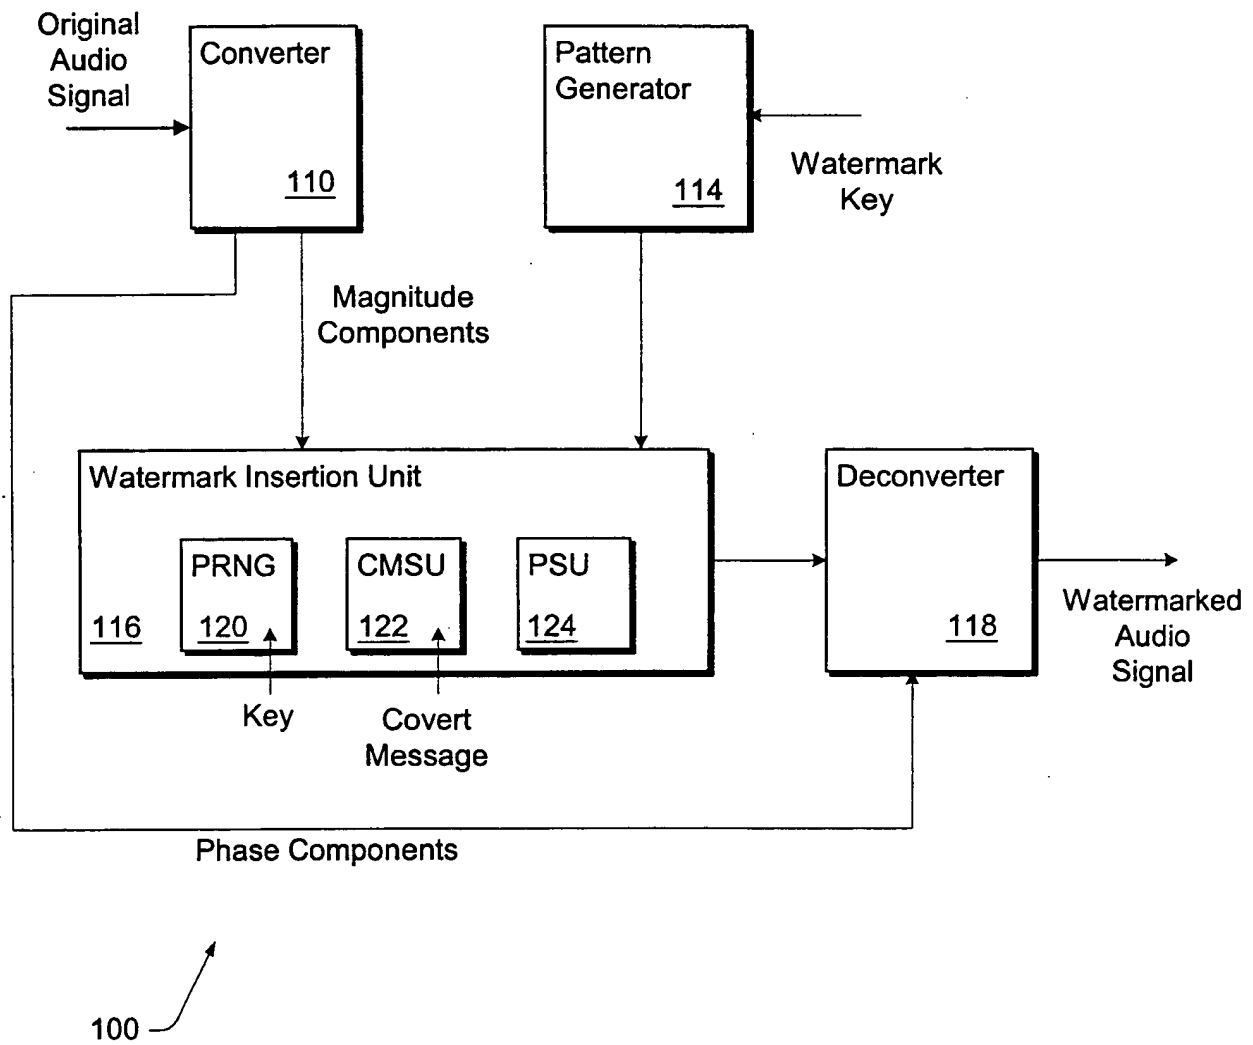 Original
Audio
Signal
Converter
110
Pattern
Generator
114
Watermark
Key
Magnitude
Components
Watermark Insertion Unit
116
PRNG
120
CMSU
122
PSU
124
Key
Covert
Message
Deconverter
118
Watermarked
Audio
Signal
Phase Components
100